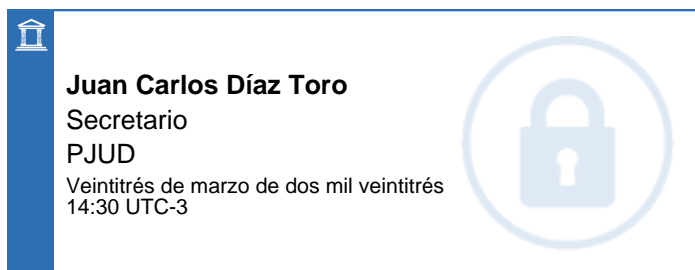 Juan Carlos Díaz Toro
Secretario
PJUD
Veintitrés de marzo de dos mil veintitrés
14:30 UTC-3